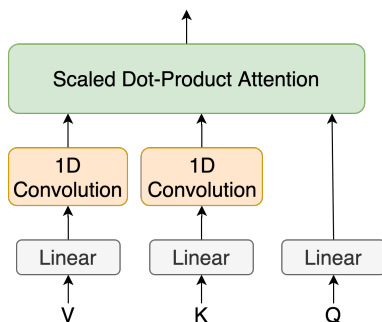 Scaled Dot-Product Attention
1D
Convolution
1D
Convolution
Linear
Linear
Linear
V
K
Q